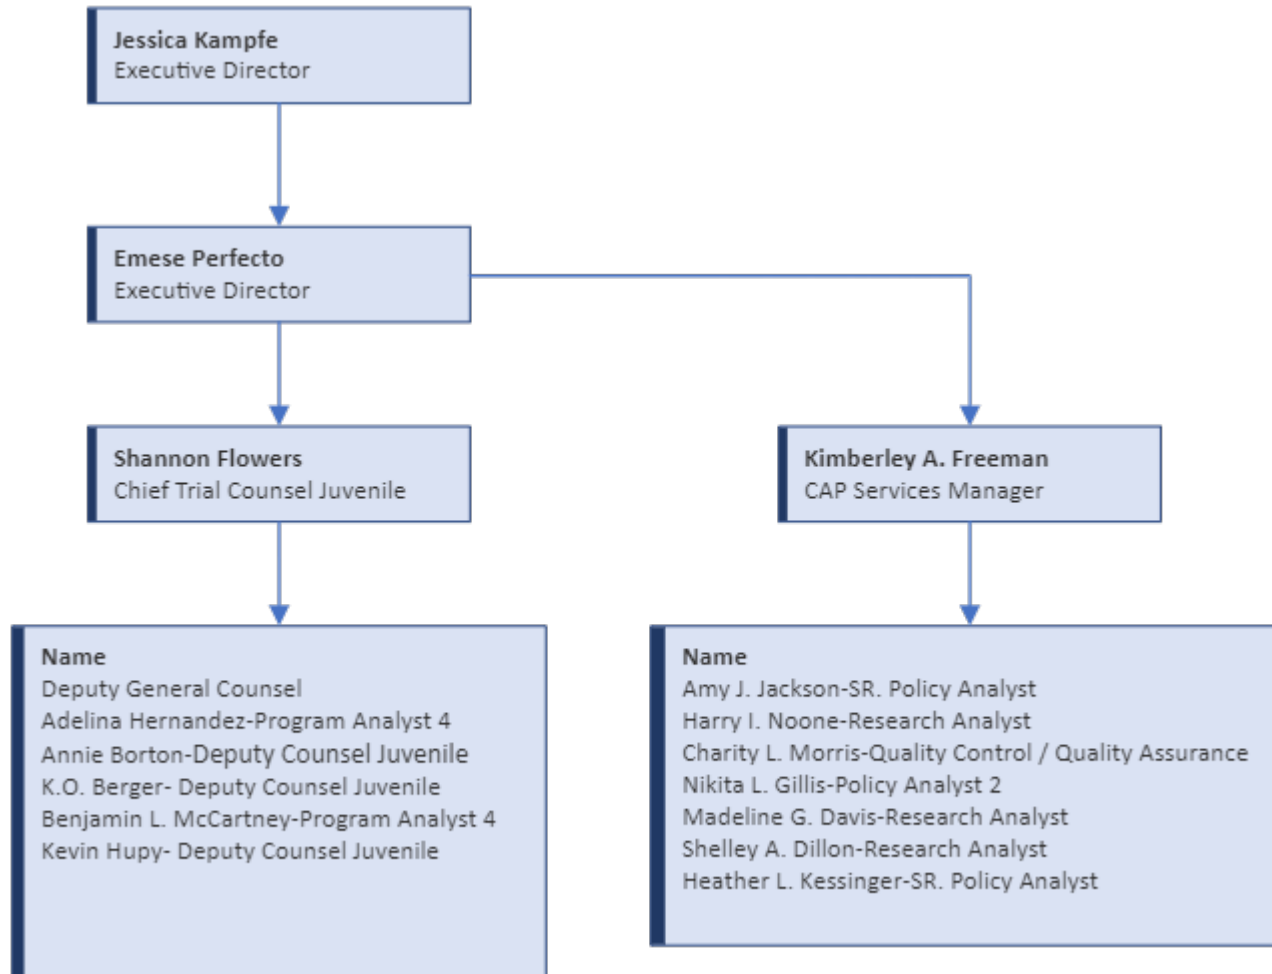 Jessica Kampfe
Executive Director
Emese Perfecto
Executive Director
Shannon Flowers
Chief Trial Counsel Juvenile
Kimberley A. Freeman
CAP Services Manager
Name
Deputy General Counsel
Adelina Hernandez-Program Analyst 4
Annie Borton-Deputy Counsel Juvenile
K.O. Berger- Deputy Counsel Juvenile
Benjamin L. McCartney-Program Analyst 4
Kevin Hupy- Deputy Counsel Juvenile
Name
Amy J. Jackson-SR. Policy Analyst
Harry I. Noone-Research Analyst
Charity L. Morris-Quality Control / Quality Assurance
Nikita L. Gillis-Policy Analyst 2
Madeline G. Davis-Research Analyst
Shelley A. Dillon-Research Analyst
Heather L. Kessinger-SR. Policy Analyst